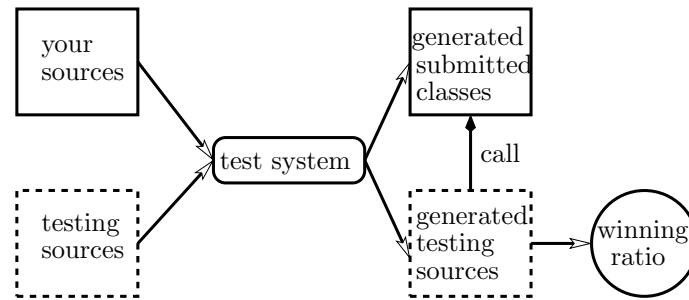 your
sources
generated
submitted
classes
test system
call
testing
sources
generated
testing
sources
winning
ratio